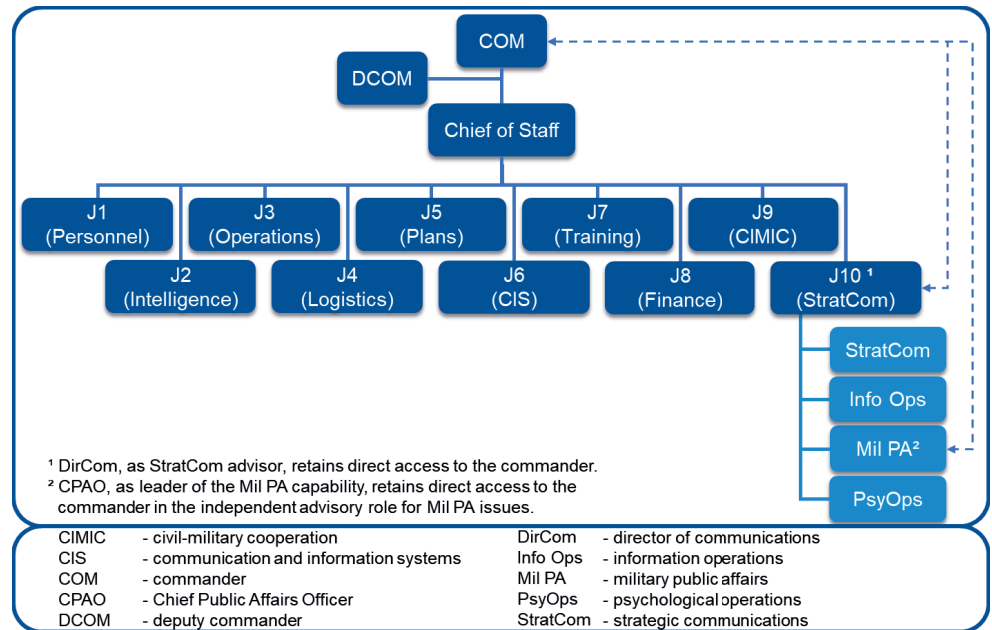 COM
DCOM
Chief of Staff
J1
(Personnel)
J3
(Operations)
J5
(Plans)
J7
(Training)
J9
(CIMIC)
J2
(Intelligence)
J4
(Logistics)
J6
(CIS)
J8
(Finance)
J10 ¹
(StratCom)
StratCom
Info Ops
Mil PA²
PsyOps
¹ DirCom, as StratCom advisor, retains direct access to the commander.
² CPAO, as leader of the Mil PA capability, retains direct access to the
commander in the independent advisory role for Mil PA issues.
CIMIC - civil-military cooperation
CIS - communication and information systems
COM - commander
CPAO - Chief Public Affairs Officer
DCOM - deputy commander
DirCom - director of communications
Info Ops - information operations
Mil PA - military public affairs
PsyOps - psychological operations
StratCom - strategic communications